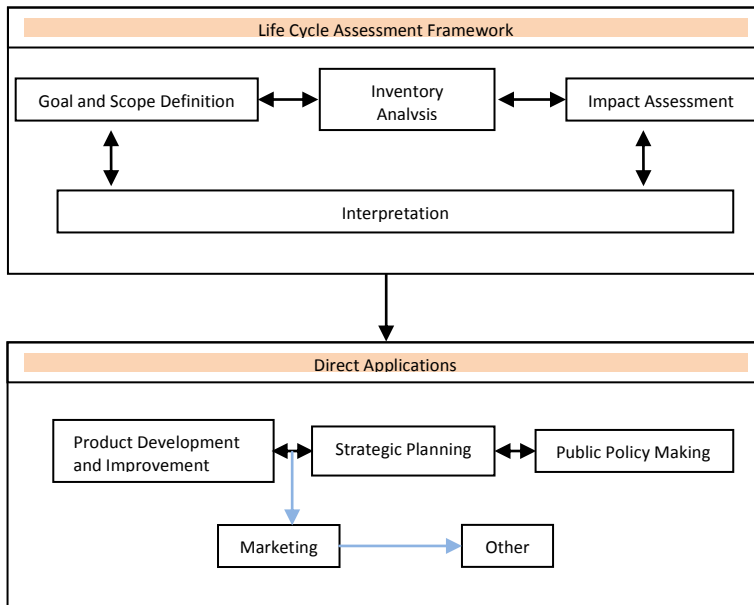 Life Cycle Assessment Framework
Goal and Scope Definition
Inventory
Analysis
Impact Assessment
Interpretation
Direct Applications
Product Development
and Improvement
Strategic Planning
Public Policy Making
Marketing
Other